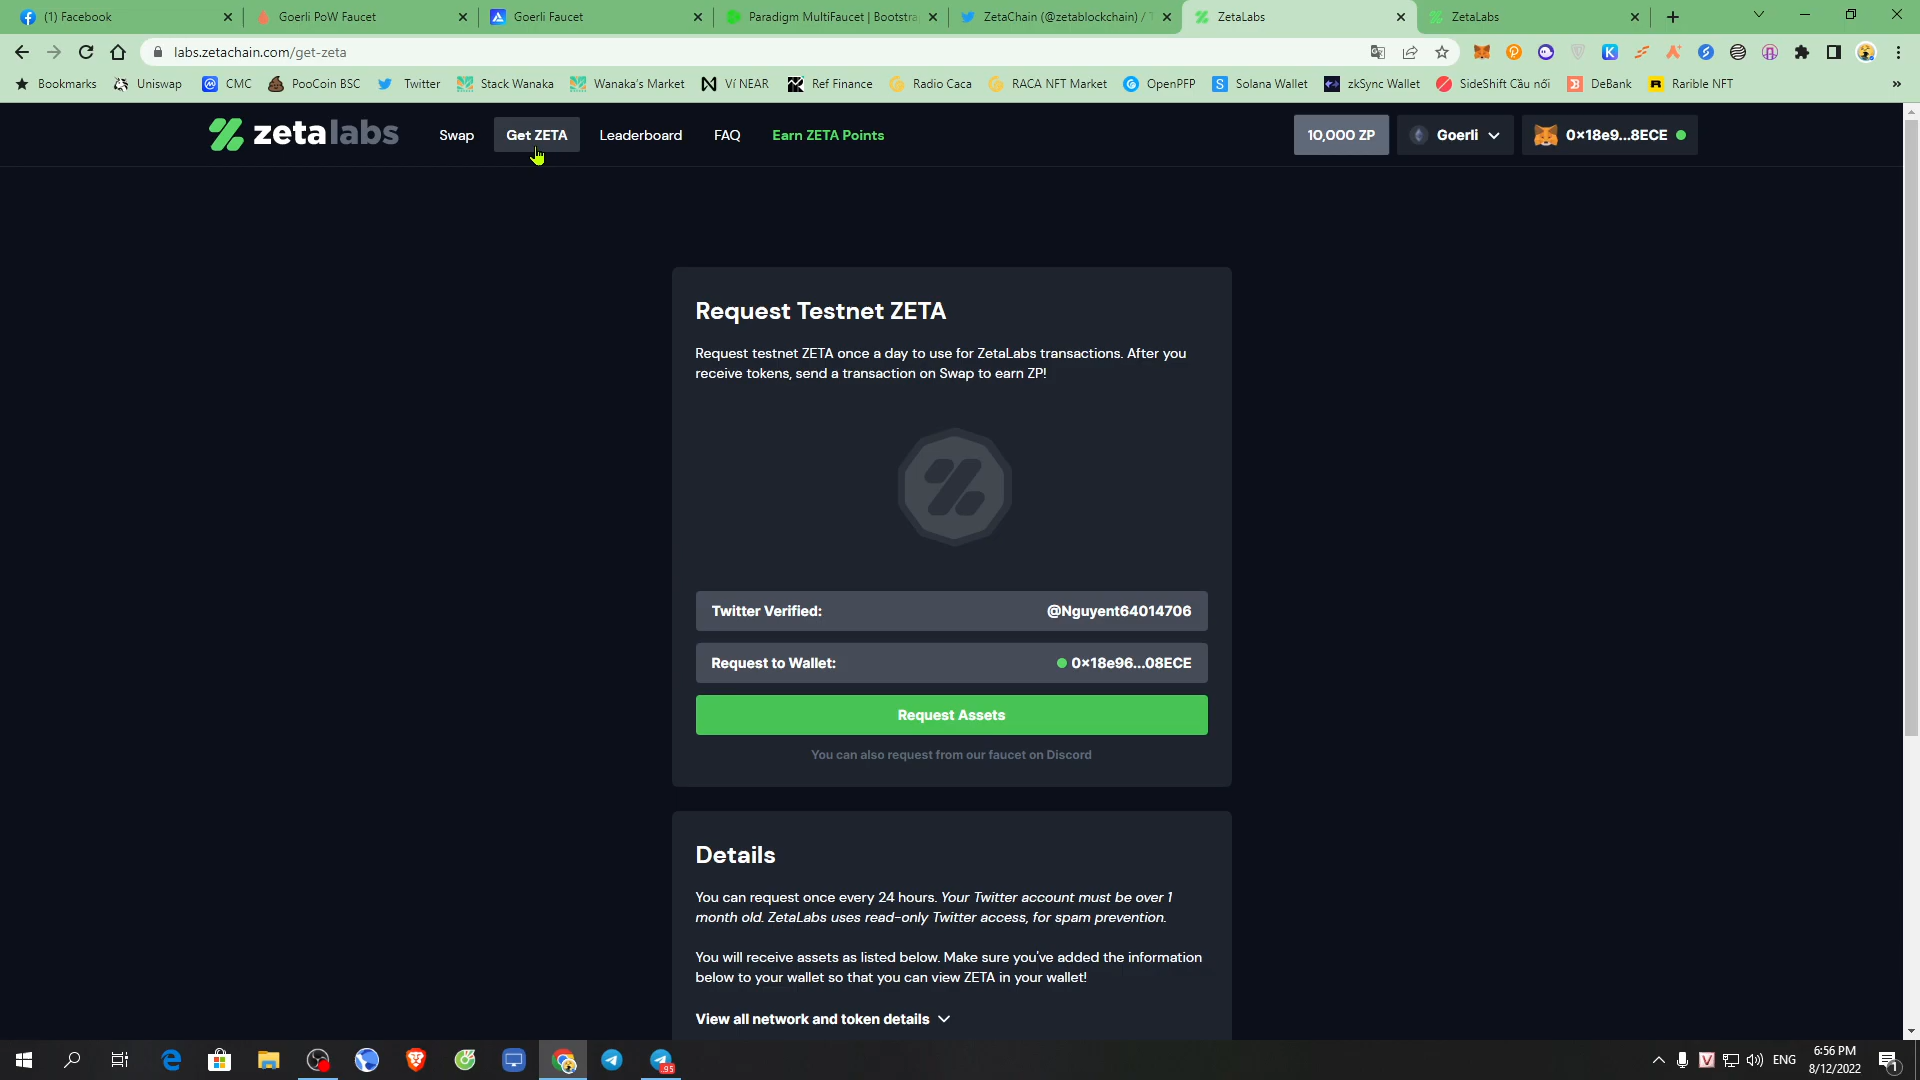 (1) Facebook
Goerli PoW Faucet
Goerli Faucet
Paradigm MultiFaucet | Bootstra
ZetaChain (@zetablockchain) / T
ZetaLabs
ZetaLabs
labs.zetachain.com/get-zeta
Bookmarks
Uniswap
CMC
PooCoin BSC
Twitter
Stack Wanaka
Wanaka's Market
Ví NEAR
Ref Finance
Radio Caca
RACA NFT Market
OpenPFP
Solana Wallet
zkSync Wallet
SideShift Cầu nối
DeBank
Rarible NFT
»
zetalabs
Swap
Get ZETA
Leaderboard
FAQ
Earn ZETA Points
10,000 ZP
Goerli
0×18e9...8ECE
Request Testnet ZETA
Request testnet ZETA once a day to use for ZetaLabs transactions. After you
receive tokens, send a transaction on Swap to earn ZP!
Twitter Verified:
@Nguyent64014706
Request to Wallet:
0×18e96...08ECE
Request Assets
You can also request from our faucet on Discord
Details
You can request once every 24 hours. Your Twitter account must be over 1
month old. ZetaLabs uses read-only Twitter access, for spam prevention.
You will receive assets as listed below. Make sure you've added the information
below to your wallet so that you can view ZETA in your wallet!
View all network and token details
.95
ENG
6:56 PM
8/12/2022
1